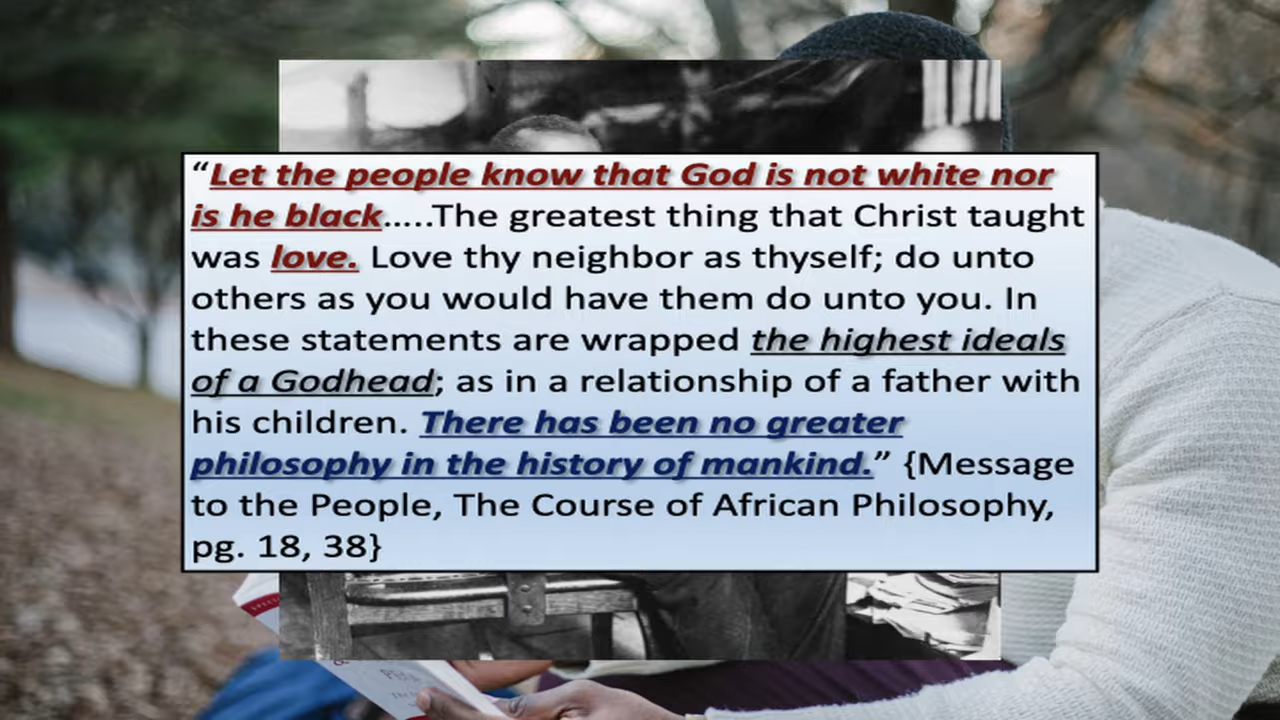 “Let the people know that God is not white nor
is he black.....The greatest thing that Christ taught
was love. Love thy neighbor as thyself; do unto
others as you would have them do unto you. In
these statements are wrapped the highest ideals
of a Godhead; as in a relationship of a father with
his children. There has been no greater
philosophy in the history of mankind.” {Message
to the People, The Course of African Philosophy,
pg. 18, 38}